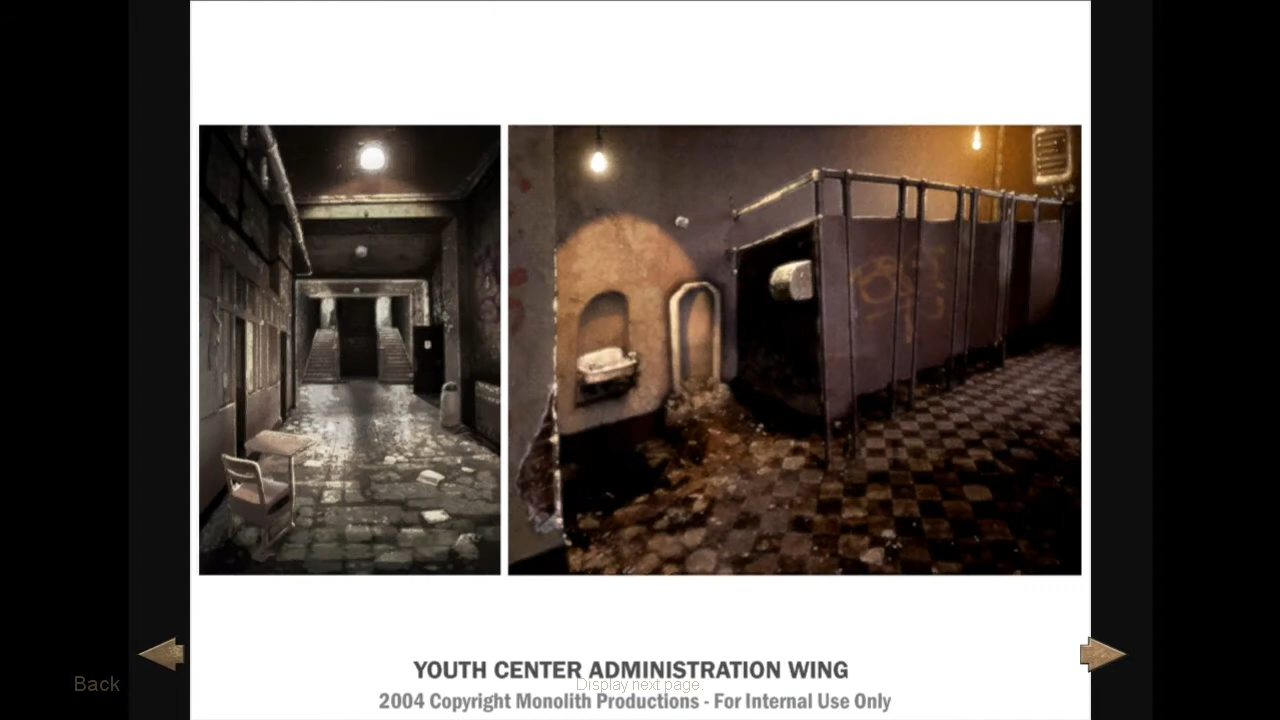 YOUTH CENTER ADMINISTRATION WING
Back
Display next page.
2004 Copyright Monolith Productions - For Internal Use Only